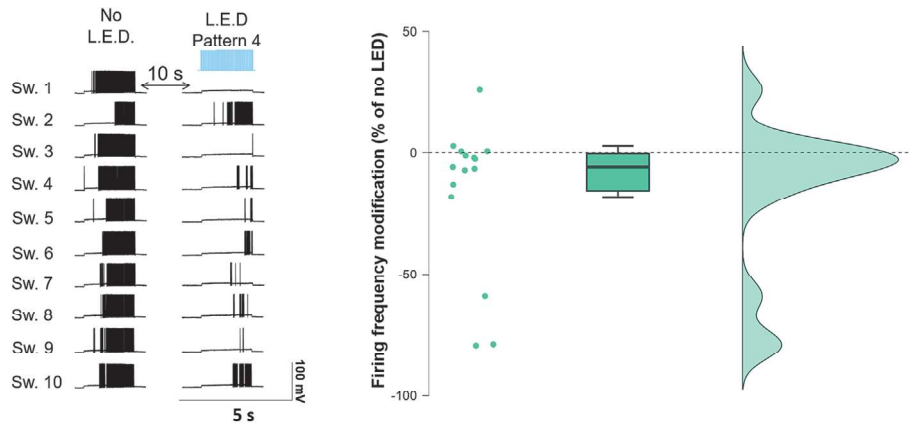 No
L.E.D.
L.E.D
Pattern 4
10 s
Sw. 1
Sw. 2
Sw. 3
Sw. 4
Sw. 5
Sw. 6
Sw. 7
Sw. 8
Sw. 9
Sw. 10
100 mV
5 s
Firing frequency modification (% of no LED)
50
0
-50
-100